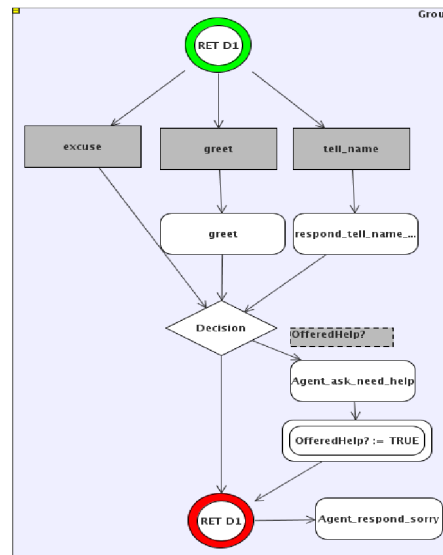 Grou
RET D1
excuse
greet
tell_name
greet
respond_tell_name_...
Decision
OfferedHelp?
Agent_ask_need_help
OfferedHelp? := TRUE
RET D1
Agent_respond_sorry